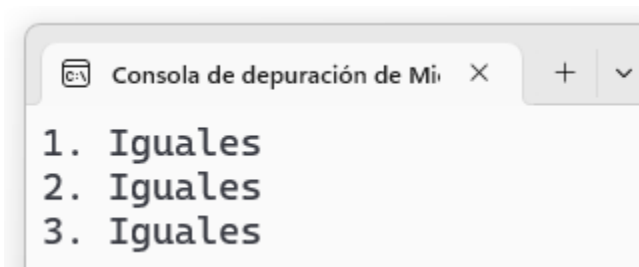 Consola de depuración de Mi
1. Iguales
2. Iguales
3. Iguales